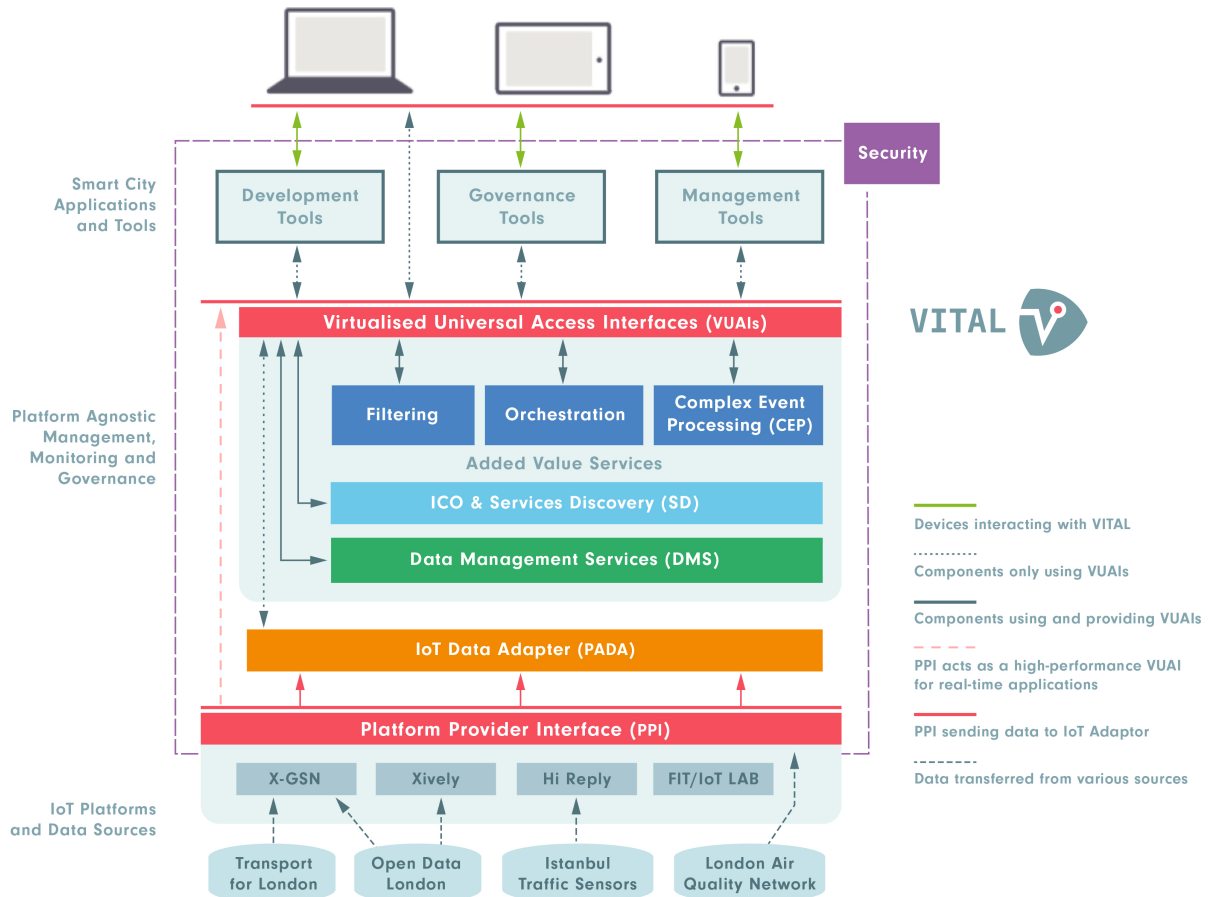 Security
Smart City
Applications
and Tools
Development
Tools
Governance
Tools
Management
Tools
Virtualised Universal Access Interfaces (VUAIs)
VITAL
Platform Agnostic
Management,
Monitoring and
Governance
Filtering
Orchestration
Complex Event
Processing (CEP)
Added Value Services
ICO & Services Discovery (SD)
Data Management Services (DMS)
IoT Data Adapter (PADA)
Platform Provider Interface (PPI)
IoT Platforms
and Data Sources
X-GSN
Xively
Hi Reply
FIT/IoT LAB
Transport
for London
Open Data
London
Istanbul
Traffic Sensors
London Air
Quality Network
Devices interacting with VITAL
Components only using VUAIs
Components using and providing VUAIs
PPI acts as a high-performance VUAI
for real-time applications
PPI sending data to IoT Adaptor
Data transferred from various sources